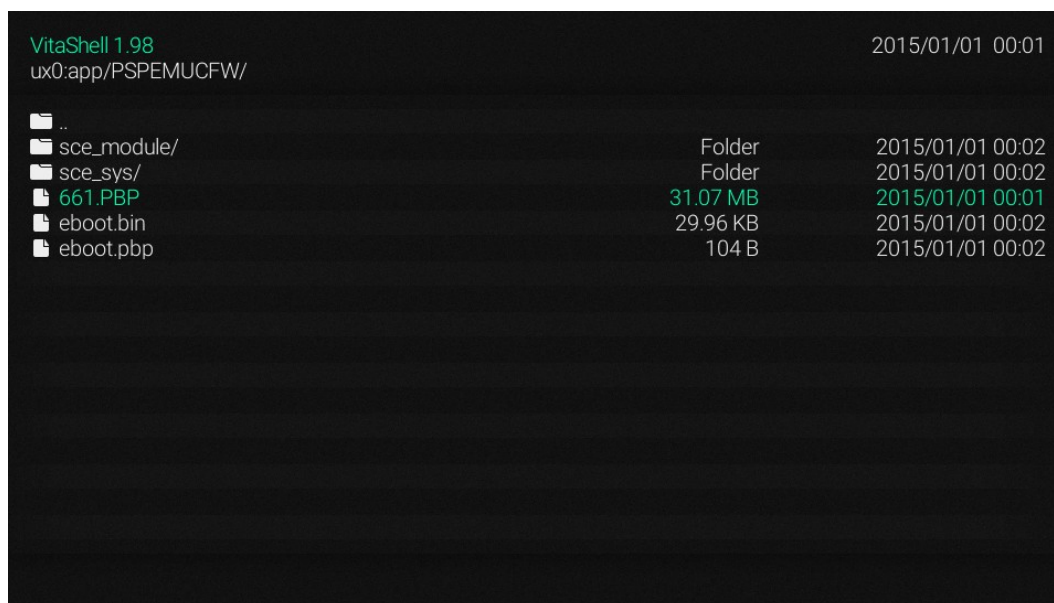 VitaShell 1.98 2015/01/01 00:01
ux0:app/PSPEMUCFW/
..
sce_module/ Folder 2015/01/01 00:02
sce_sys/ Folder 2015/01/01 00:02
661.PBP 31.07 MB 2015/01/01 00:01
eboot.bin 29.96 KB 2015/01/01 00:02
eboot.pbp 104 B 2015/01/01 00:02